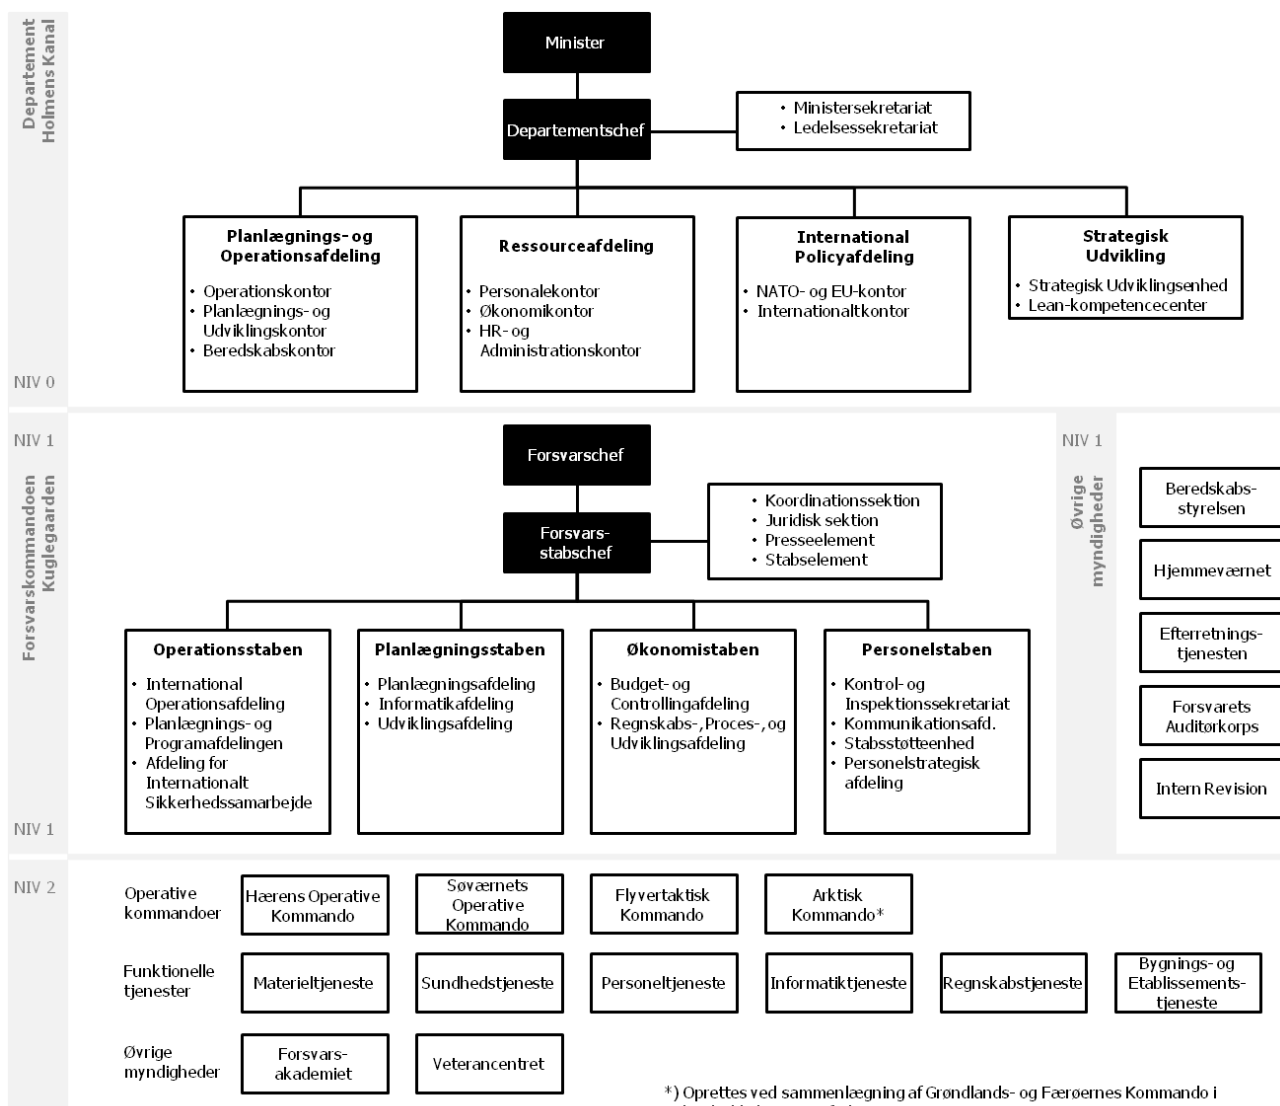 Departement
Holmens Kanal
Minister
Departementschef
• Ministersekretariat
• Ledelsessekretariat
Planlægnings- og
Operationsafdeling
• Operationskontor
• Planlægnings- og
Udviklingskontor
• Beredskabskontor
Ressourceafdeling
• Personalekontor
• Økonomikontor
• HR- og
Administrationskontor
International
Policyafdeling
• NATO- og EU-kontor
• Internationaltkontor
Strategisk
Udvikling
• Strategisk Udviklingsenhed
• Lean-kompetencecenter
NIV 0
NIV 1
Forsvarskommandoen
Kuglegaarden
Forsvarschef
Forsvars-
stabschef
• Koordinationssektion
• Juridisk sektion
• Presseelement
• Stabselement
Operationsstaben
• International
Operationsafdeling
• Planlægnings- og
Programafdelingen
• Afdeling for
Internationalt
Sikkerhedssamarbejde
Planlægningsstaben
• Planlægningsafdeling
• Informatikafdeling
• Udviklingsafdeling
Økonomistaben
• Budget- og
Controllingafdeling
• Regnskabs-, Proces-, og
Udviklingsafdeling
Personelstaben
• Kontrol- og
Inspektionssekretariat
• Kommunikationsafd.
• Stabsstøtteenhed
• Personelstrategisk
afdeling
NIV 1
NIV 1
Øvrige
myndigheder
Beredskabs-
styrelsen
Hjemmeværnet
Efterretnings-
tjenesten
Forsvarets
Auditørkorps
Intern Revision
NIV 2
Operative
kommandoer
Hærens Operative
Kommando
Søværnets
Operative
Kommando
Flyvertaktisk
Kommando
Arktisk
Kommando*
Funktionelle
tjenester
Materieltjeneste
Sundhedstjeneste
Personeltjeneste
Informatiktjeneste
Regnskabstjeneste
Bygnings- og
Etablissements-
tjeneste
Øvrige
myndigheder
Forsvars-
akademiet
Veterancentret
*) Oprettes ved sammenlægning af Grøndlands- og Færøernes Kommando i